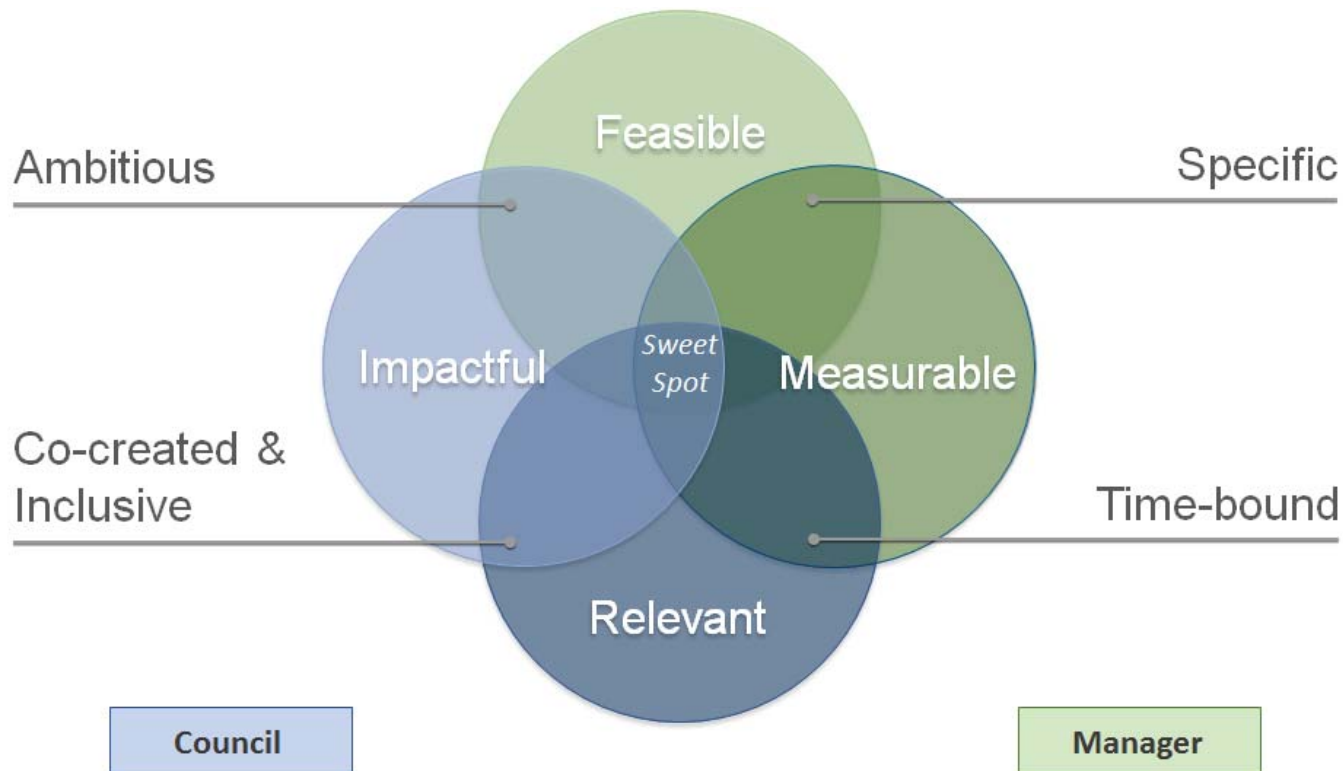 Feasible
Ambitious
Specific
Impactful
Sweet
Spot
Measurable
Co-created &
Inclusive
Time-bound
Relevant
Council
Manager